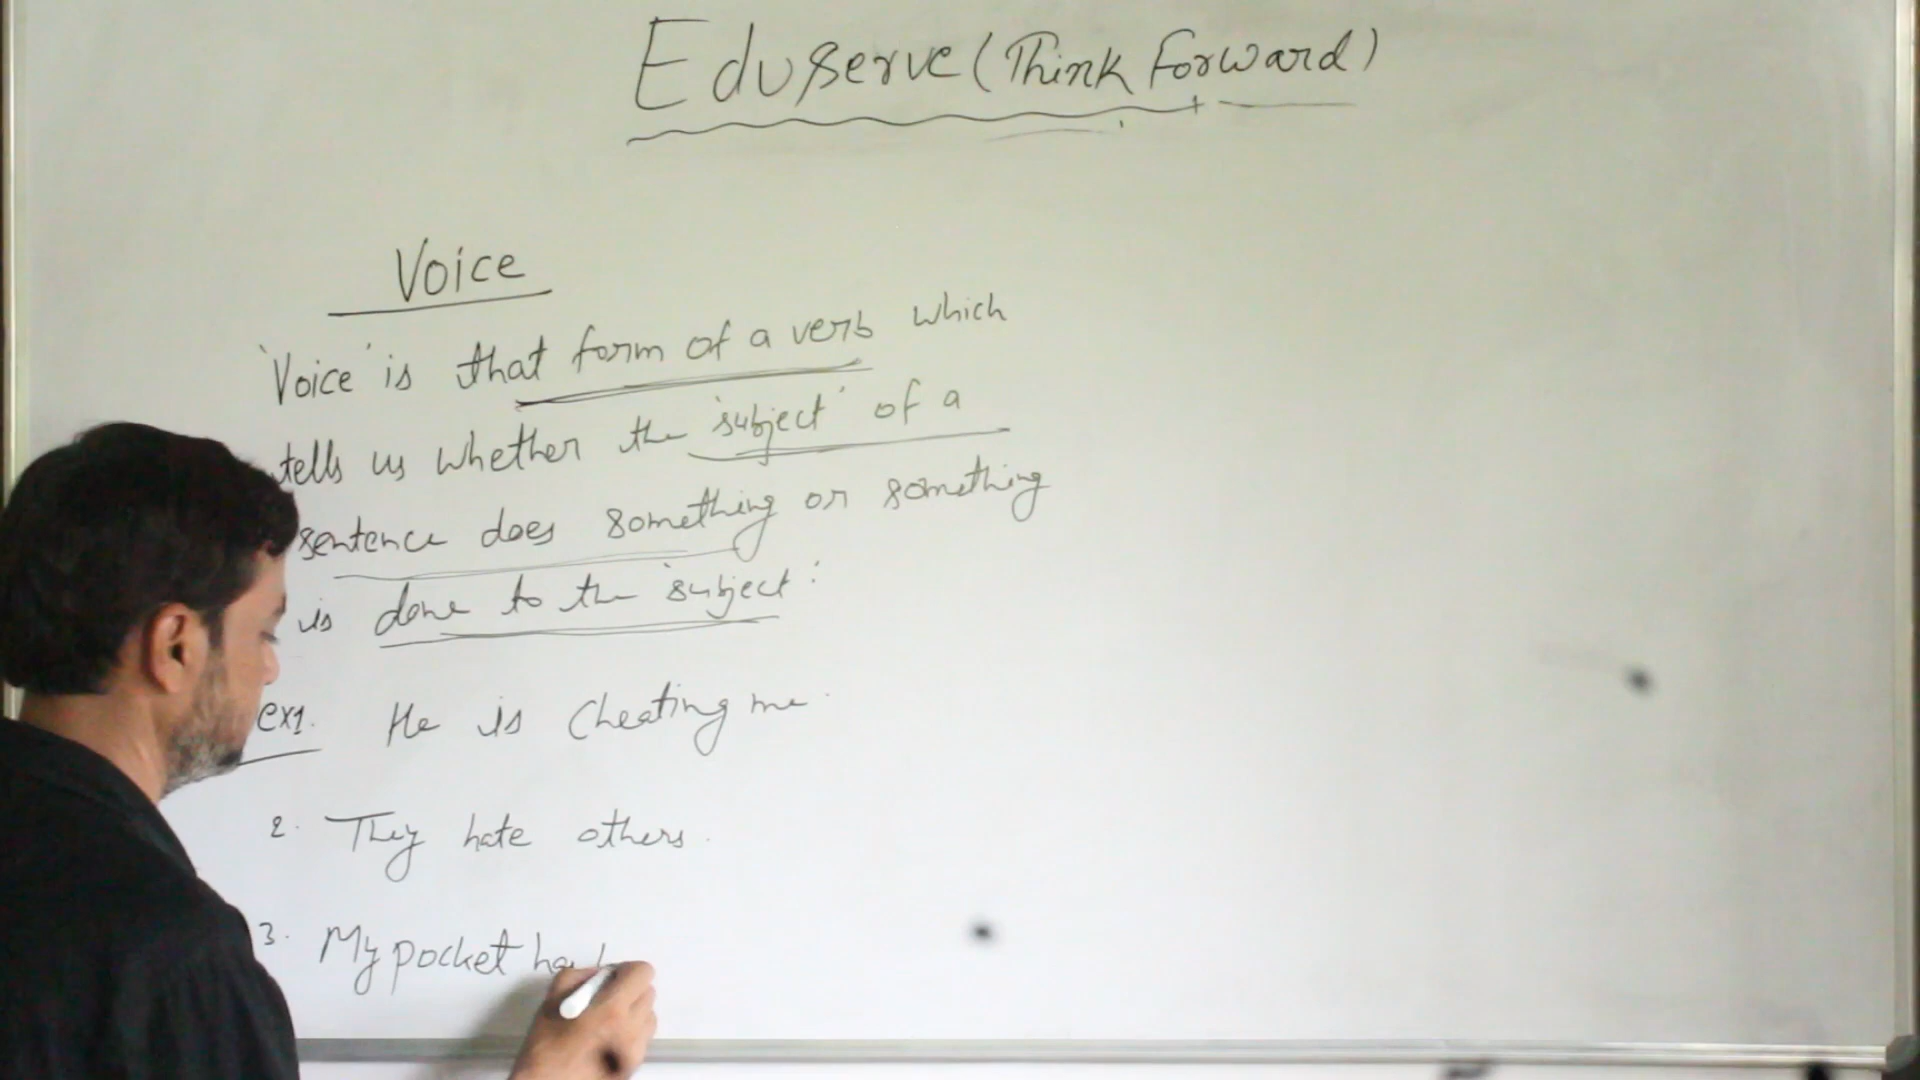 Eduserve (Think Forward)
Voice
'Voice' is that form of a verb which
tells us whether the 'subject' of a
sentence does something or something
is done to the 'subject'.
ex1. He is Cheating me.
2. They hate others.
3. My pocket